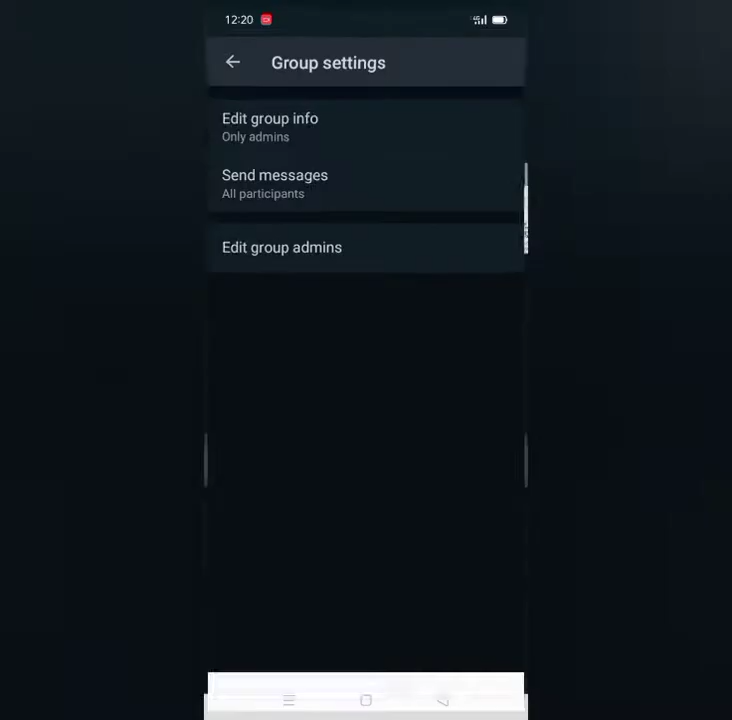 12:20
Group settings
Edit group info
Only admins
Send messages
All participants
Edit group admins